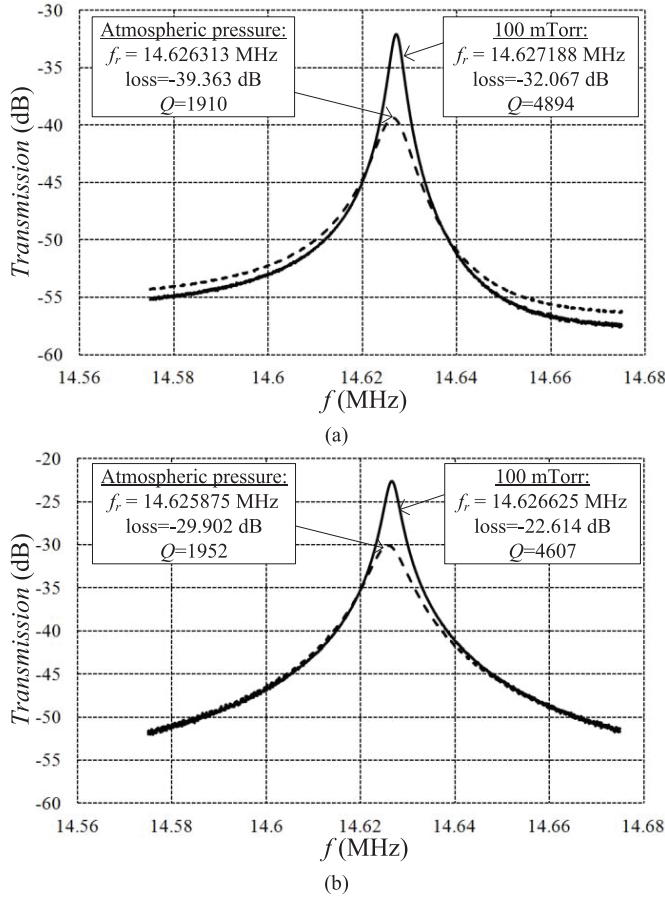 -30
-35
-40
-45
-50
-55
-60
Transmission (dB)
Atmospheric pressure:
fr = 14.626313 MHz
loss=-39.363 dB
Q=1910
100 mTorr:
fr = 14.627188 MHz
loss=-32.067 dB
Q=4894
14.56 14.58 14.6 14.62 14.64 14.66 14.68
f (MHz)
(a)
-20
-25
-30
-35
-40
-45
-50
-55
-60
Transmission (dB)
Atmospheric pressure:
fr = 14.625875 MHz
loss=-29.902 dB
Q=1952
100 mTorr:
fr = 14.626625 MHz
loss=-22.614 dB
Q=4607
14.56 14.58 14.6 14.62 14.64 14.66 14.68
f (MHz)
(b)